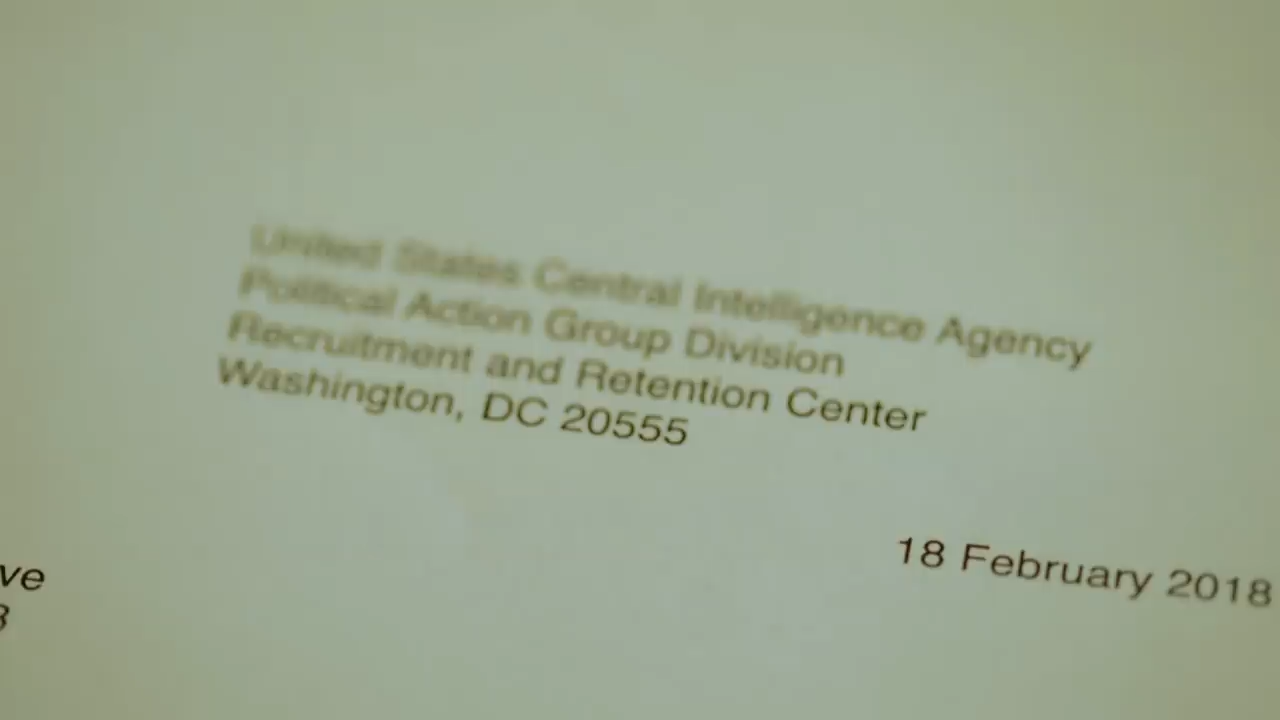 United States Central Intelligence Agency
Political Action Group Division
Recruitment and Retention Center
Washington, DC 20555
18 February 2018
ve
3